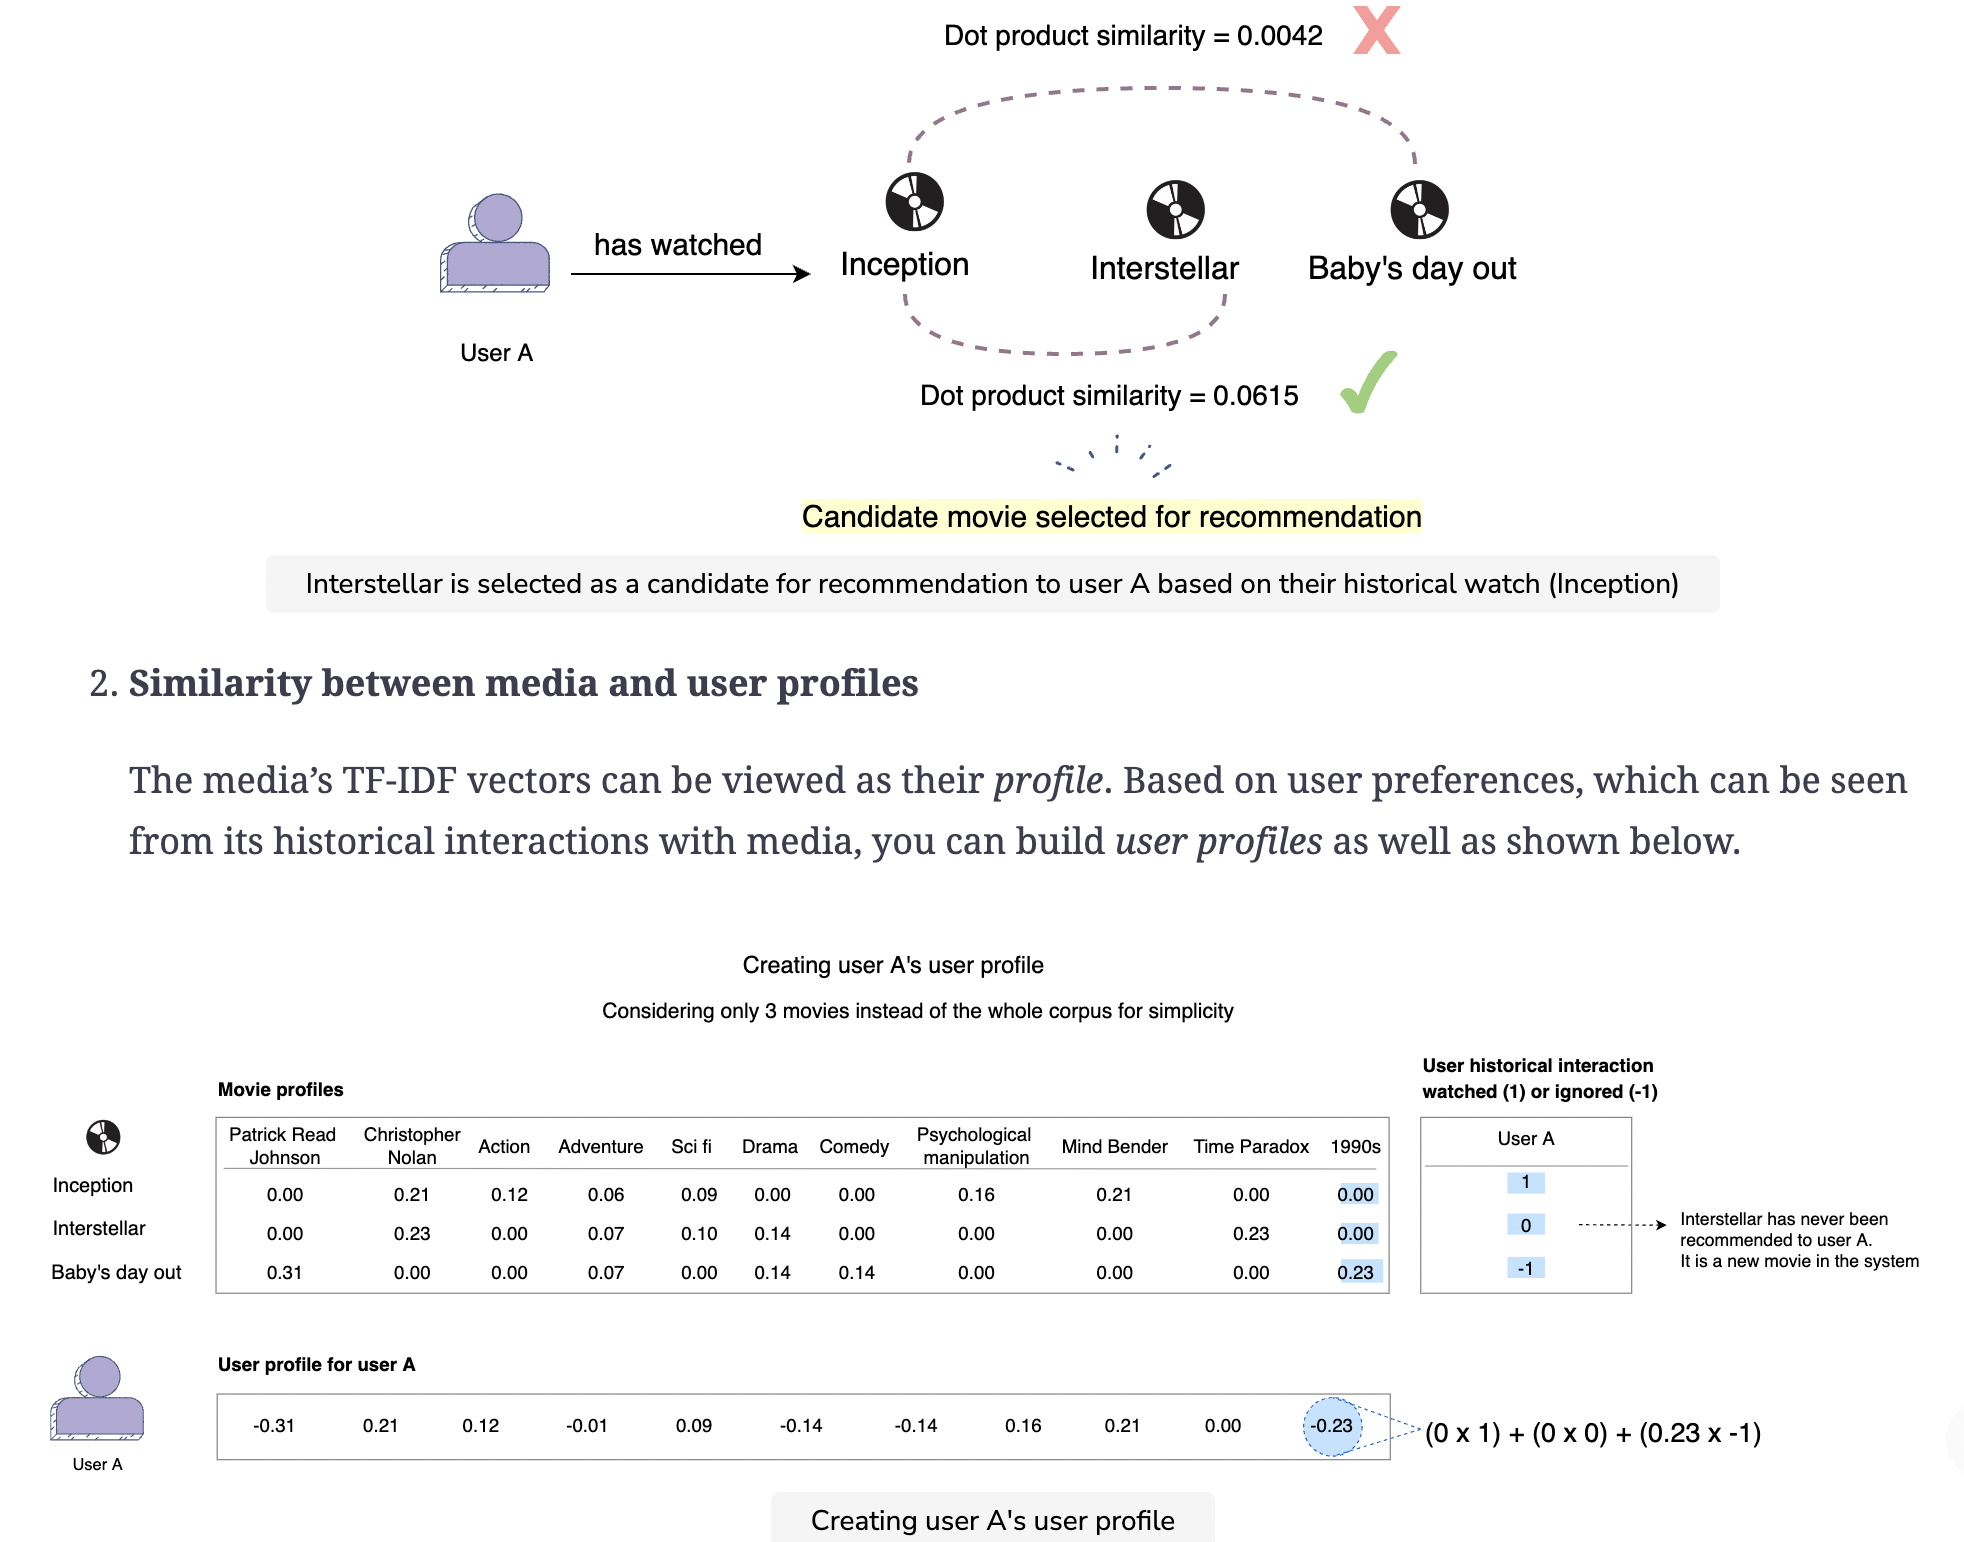 Dot product similarity = 0.0042
has watched
Inception
Interstellar
Baby's day out
User A
Dot product similarity = 0.0615
Candidate movie selected for recommendation
Interstellar is selected as a candidate for recommendation to user A based on their historical watch (Inception)
2. Similarity between media and user profiles
The media’s TF-IDF vectors can be viewed as their profile. Based on user preferences, which can be seen
from its historical interactions with media, you can build user profiles as well as shown below.
Creating user A's user profile
Considering only 3 movies instead of the whole corpus for simplicity
User historical interaction
watched (1) or ignored (-1)
Movie profiles
Patrick Read Johnson Christopher Nolan Action Adventure Sci fi Drama Comedy Psychological manipulation Mind Bender Time Paradox 1990s
User A
Inception 0.00 0.21 0.12 0.06 0.09 0.00 0.00 0.16 0.21 0.00 0.00 1
Interstellar 0.00 0.23 0.00 0.07 0.10 0.14 0.00 0.00 0.00 0.23 0.00 0
Interstellar has never been
recommended to user A.
It is a new movie in the system
Baby's day out 0.31 0.00 0.00 0.07 0.00 0.14 0.14 0.00 0.00 0.00 0.23 -1
User profile for user A
-0.31 0.21 0.12 -0.01 0.09 -0.14 -0.14 0.16 0.21 0.00 -0.23 (0 x 1) + (0 x 0) + (0.23 x -1)
User A
Creating user A's user profile